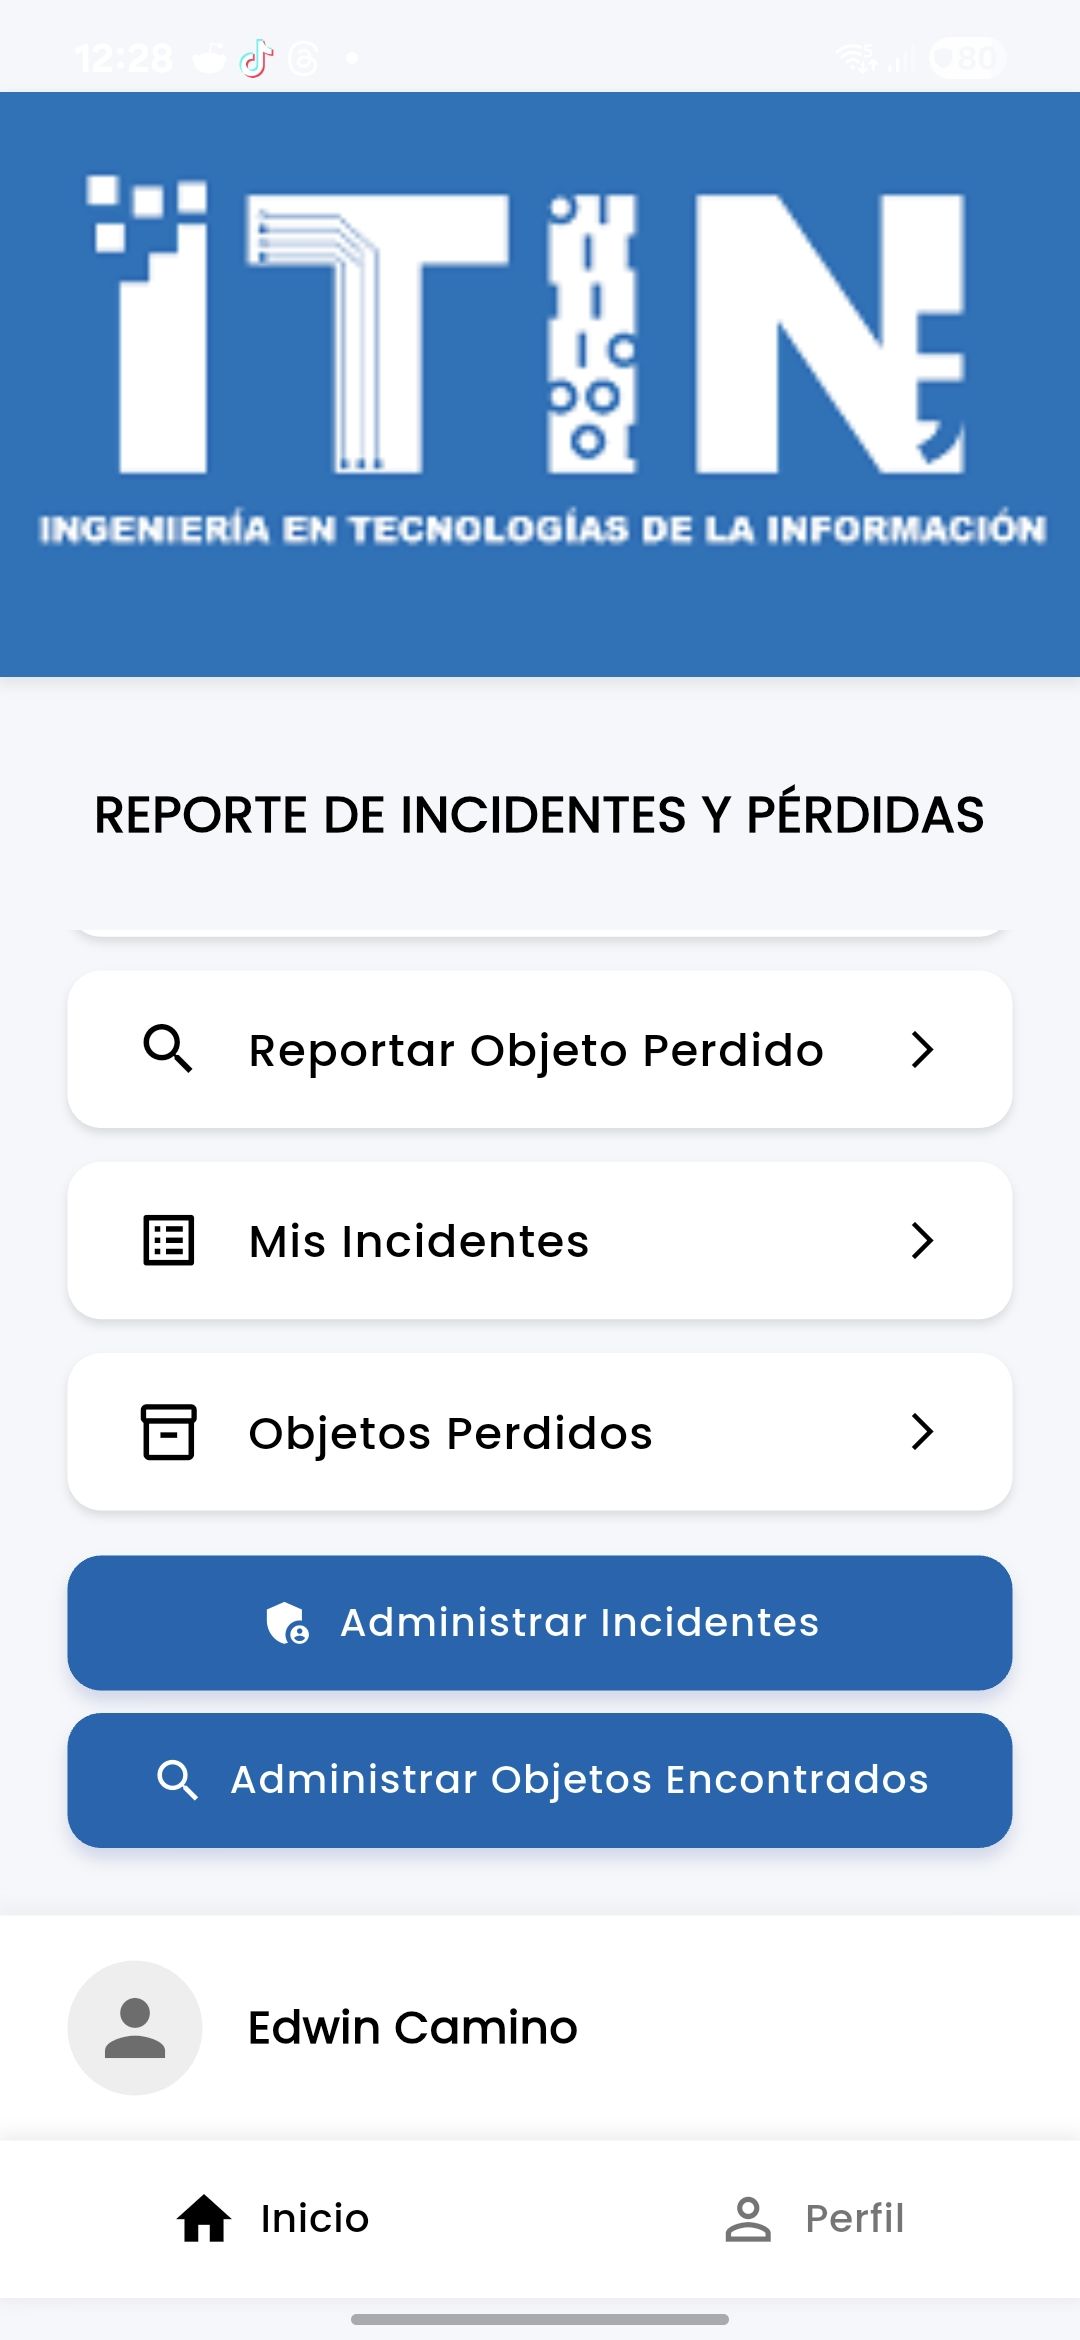 12:28
80
ITIN
INGENIERÍA EN TECNOLOGÍAS DE LA INFORMACIÓN
REPORTE DE INCIDENTES Y PÉRDIDAS
Reportar Objeto Perdido
Mis Incidentes
Objetos Perdidos
Administrar Incidentes
Administrar Objetos Encontrados
Edwin Camino
Inicio
Perfil